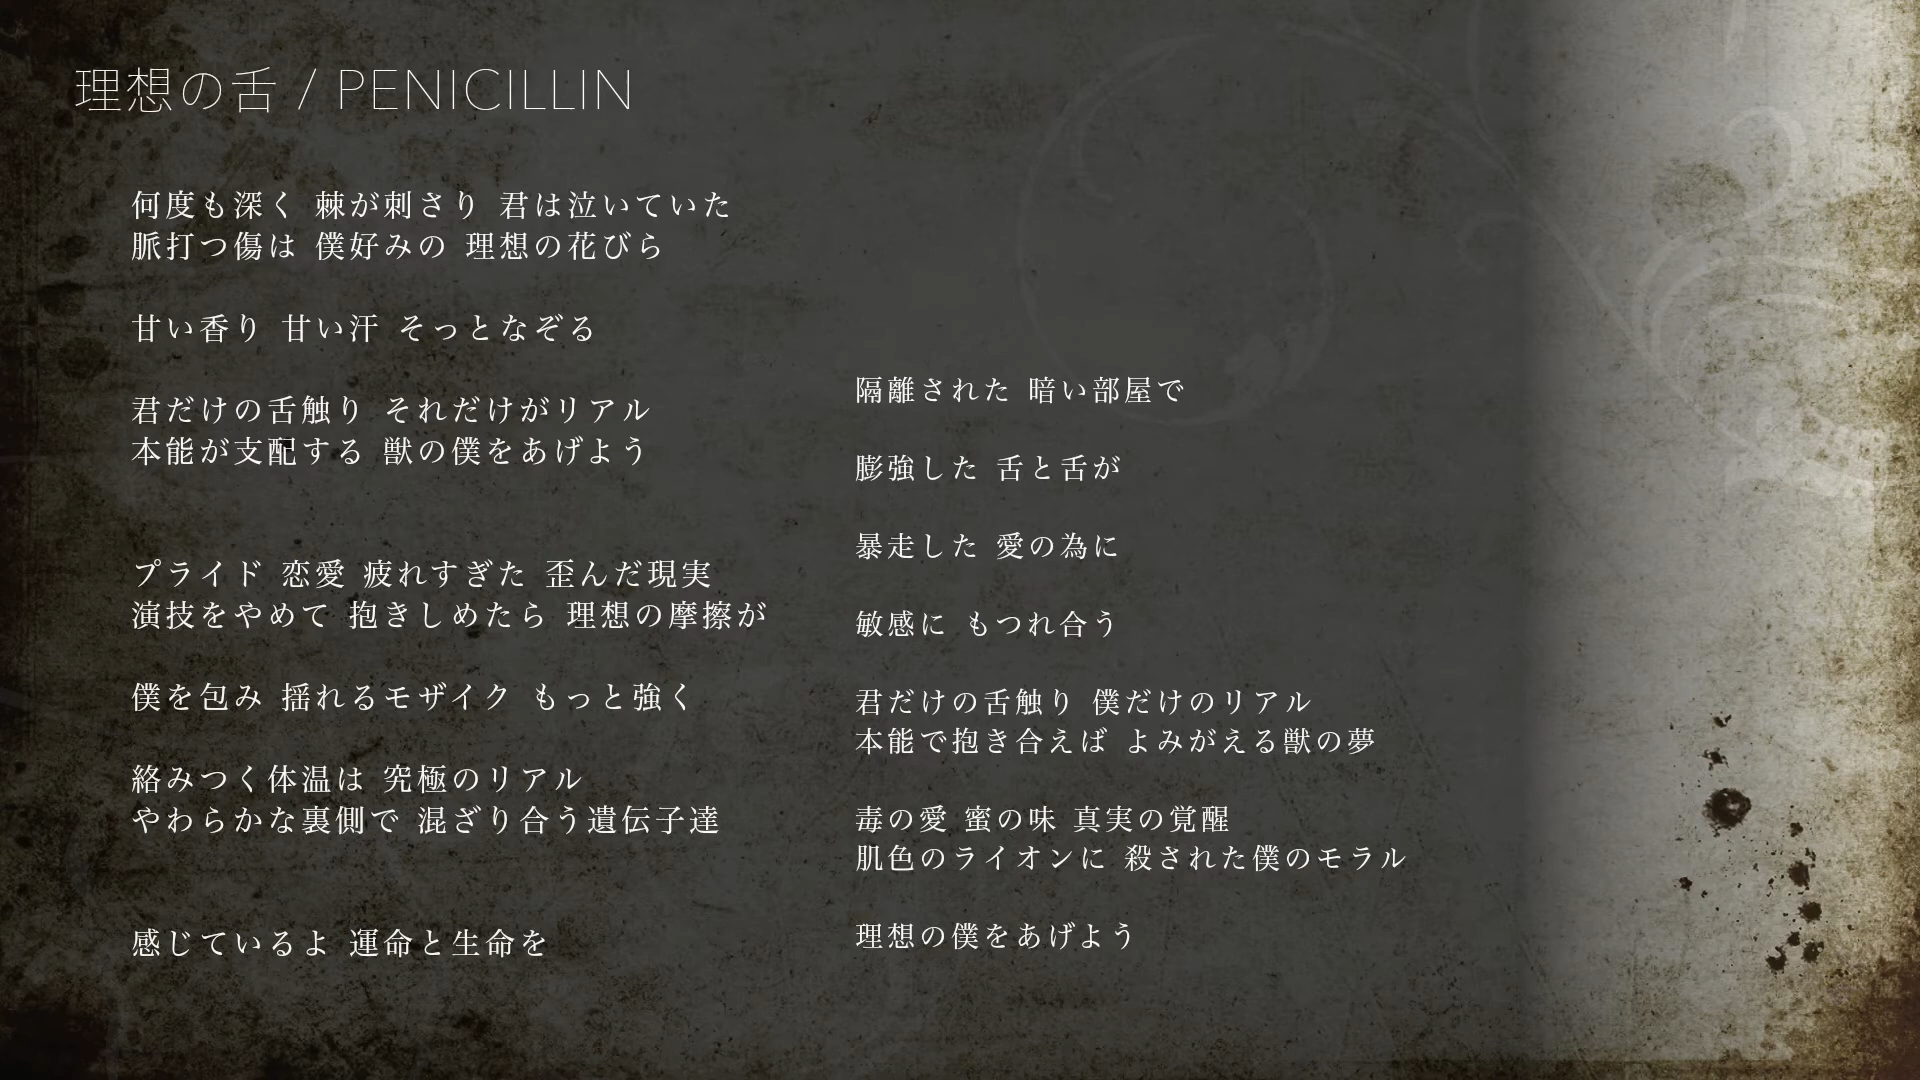 理想の舌 / PENICILLIN
何度も深く 棘が刺さり 君は泣いていた
脈打つ傷は 僕好みの 理想の花びら
甘い香り 甘い汗 そっとなぞる
君だけの舌触り それだけがリアル
本能が支配する 獣の僕をあげよう
プライド 恋愛 疲れすぎた 歪んだ現実
演技をやめて 抱きしめたら 理想の摩擦が
僕を包み 揺れるモザイク もっと強く
絡みつく体温は 究極のリアル
やわらかな裏側で 混ざり合う遺伝子達
感じているよ 運命と生命を
隔離された 暗い部屋で
膨強した 舌と舌が
暴走した 愛の為に
敏感に もつれ合う
君だけの舌触り 僕だけのリアル
本能で抱き合えば よみがえる獣の夢
毒の愛 蜜の味 真実の覚醒
肌色のライオンに 殺された僕のモラル
理想の僕をあげよう